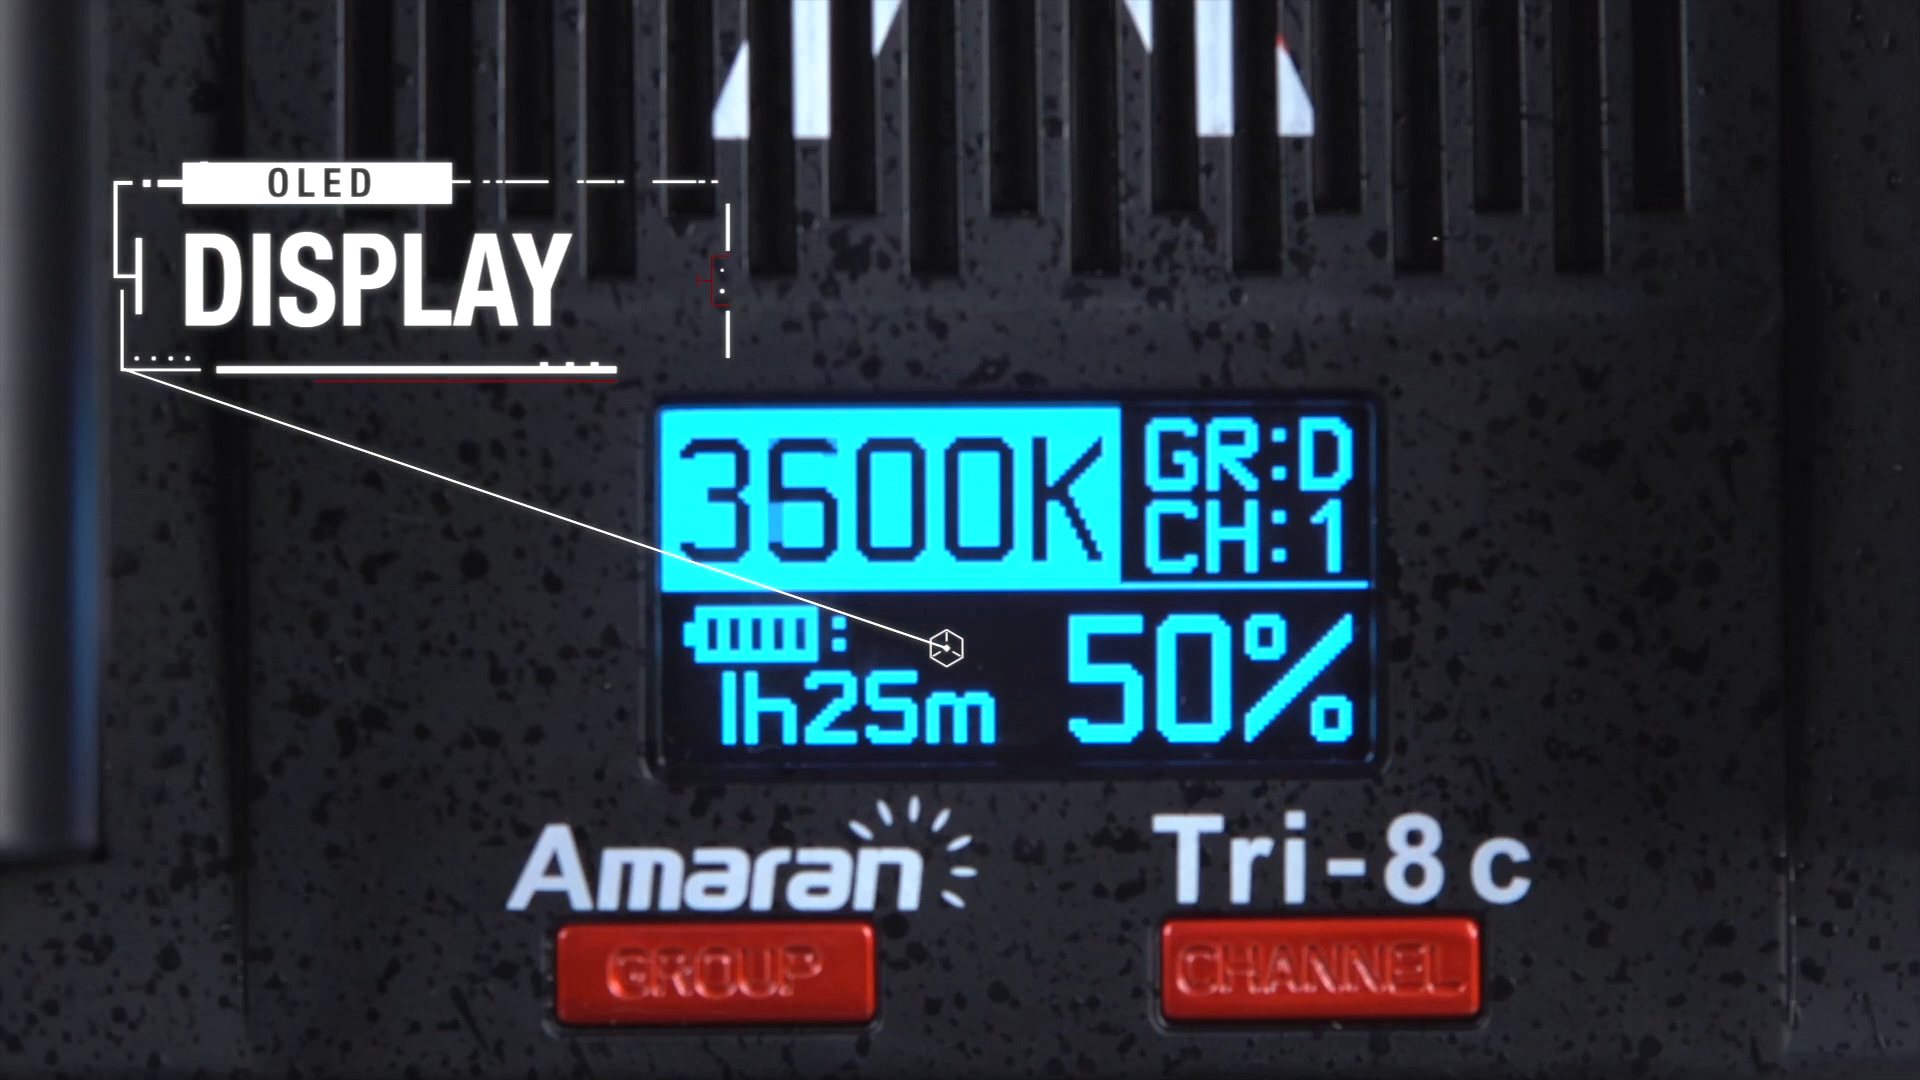 OLED
DISPLAY
3600K
GR:D
CH:1
1h25m
50%
Amaran
Tri-8c
GROUP
CHANNEL